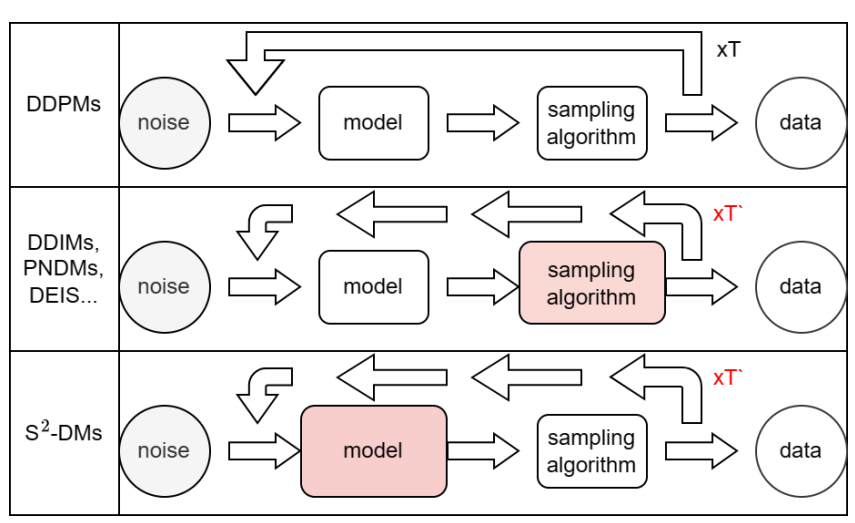 xT
DDPMs
noise
model
sampling
algorithm
data
xT`
DDIMs,
PNDMs,
DEIS...
noise
model
sampling
algorithm
data
xT`
S²-DMs
noise
model
sampling
algorithm
data